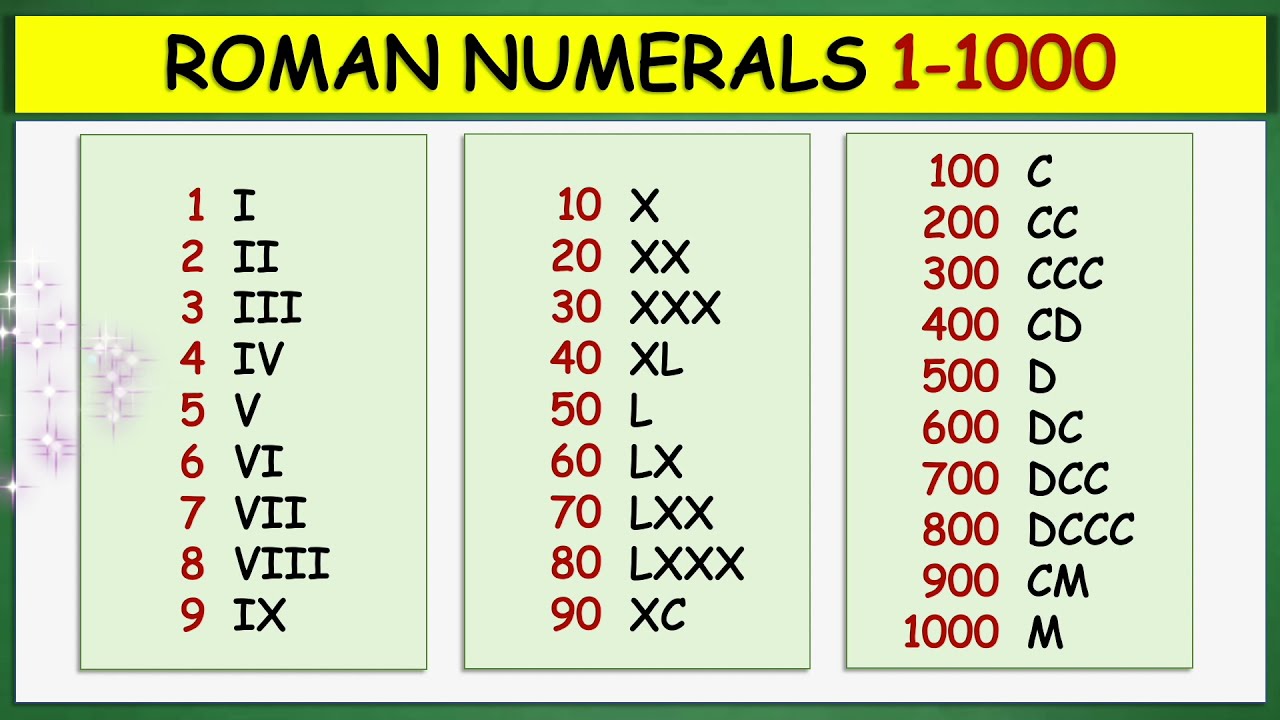 ROMAN NUMERALS 1-1000
1 I
2 II
3 III
4 IV
5 V
6 VI
7 VII
8 VIII
9 IX
10 X
20 XX
30 XXX
40 XL
50 L
60 LX
70 LXX
80 LXXX
90 XC
100 C
200 CC
300 CCC
400 CD
500 D
600 DC
700 DCC
800 DCCC
900 CM
1000 M